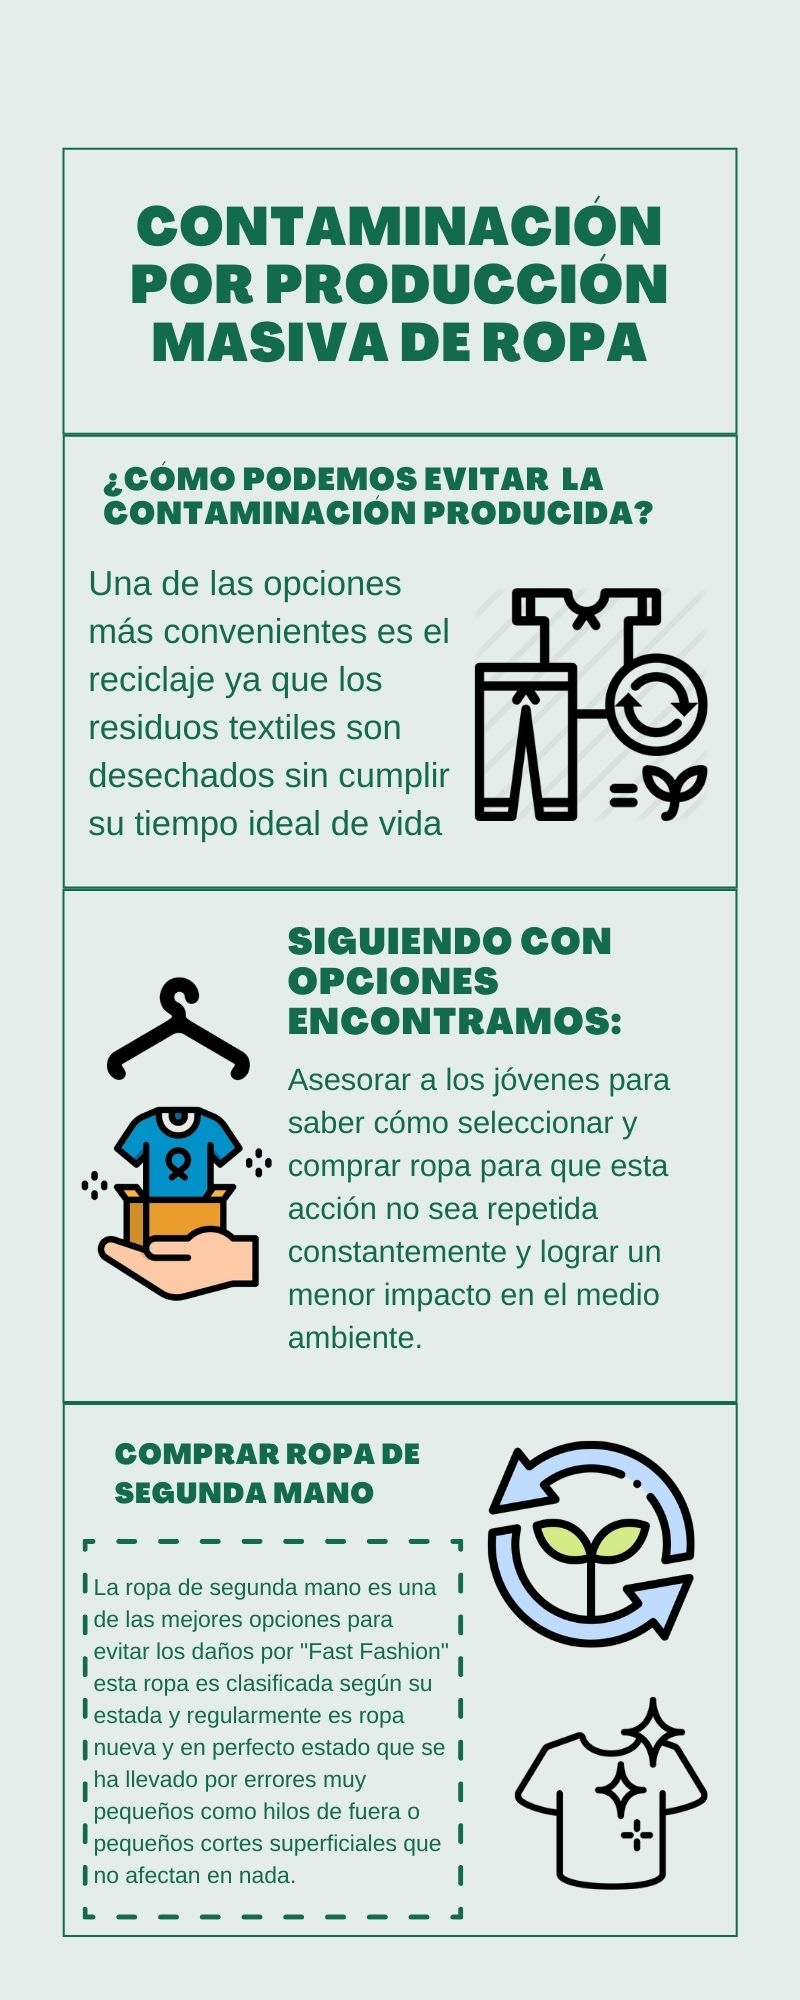 CONTAMINACIÓN
POR PRODUCCIÓN
MASIVA DE ROPA
¿CÓMO PODEMOS EVITAR LA
CONTAMINACIÓN PRODUCIDA?
Una de las opciones
más convenientes es el
reciclaje ya que los
residuos textiles son
desechados sin cumplir
su tiempo ideal de vida
SIGUIENDO CON
OPCIONES
ENCONTRAMOS:
Asesorar a los jóvenes para
saber cómo seleccionar y
comprar ropa para que esta
acción no sea repetida
constantemente y lograr un
menor impacto en el medio
ambiente.
COMPRAR ROPA DE
SEGUNDA MANO
La ropa de segunda mano es una
de las mejores opciones para
evitar los daños por "Fast Fashion"
esta ropa es clasificada según su
estada y regularmente es ropa
nueva y en perfecto estado que se
ha llevado por errores muy
pequeños como hilos de fuera o
pequeños cortes superficiales que
no afectan en nada.